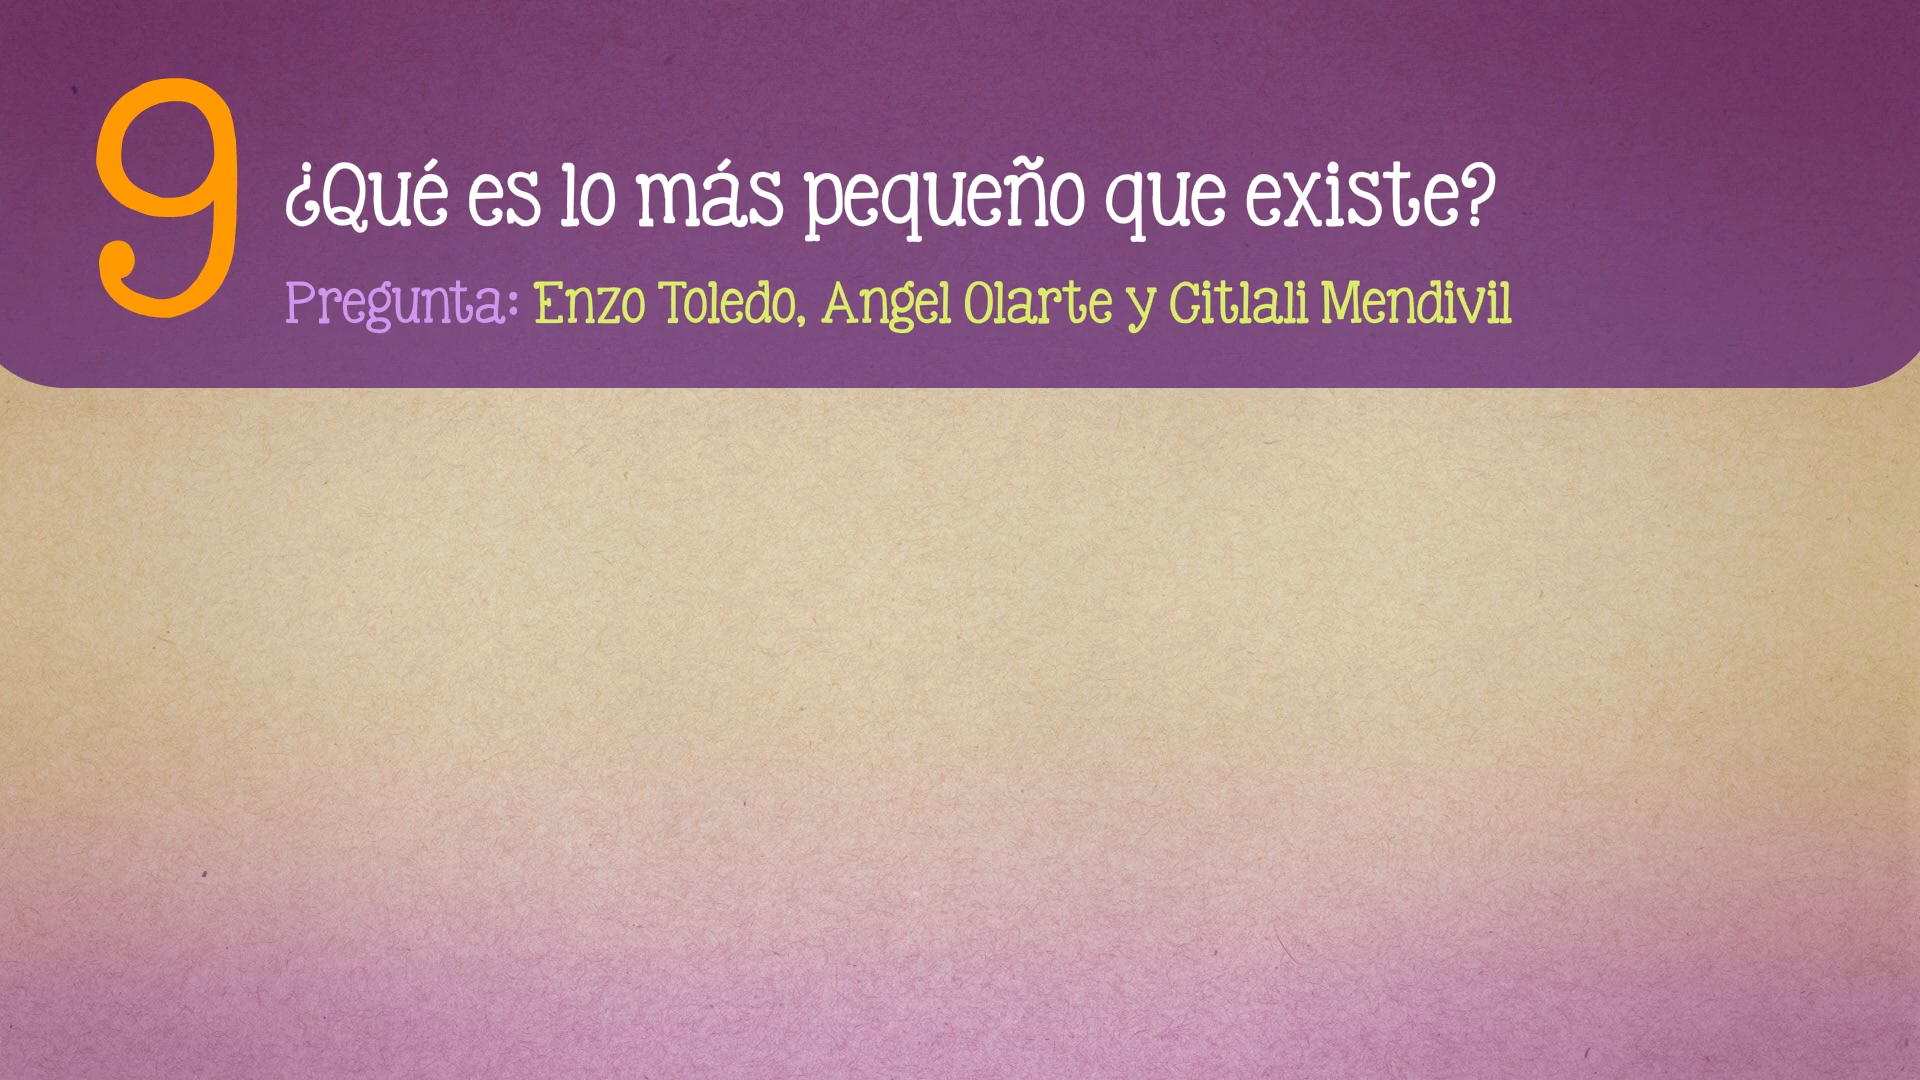 9
¿Qué es lo más pequeño que existe?
Pregunta: Enzo Toledo, Angel Olarte y Citlali Mendivil